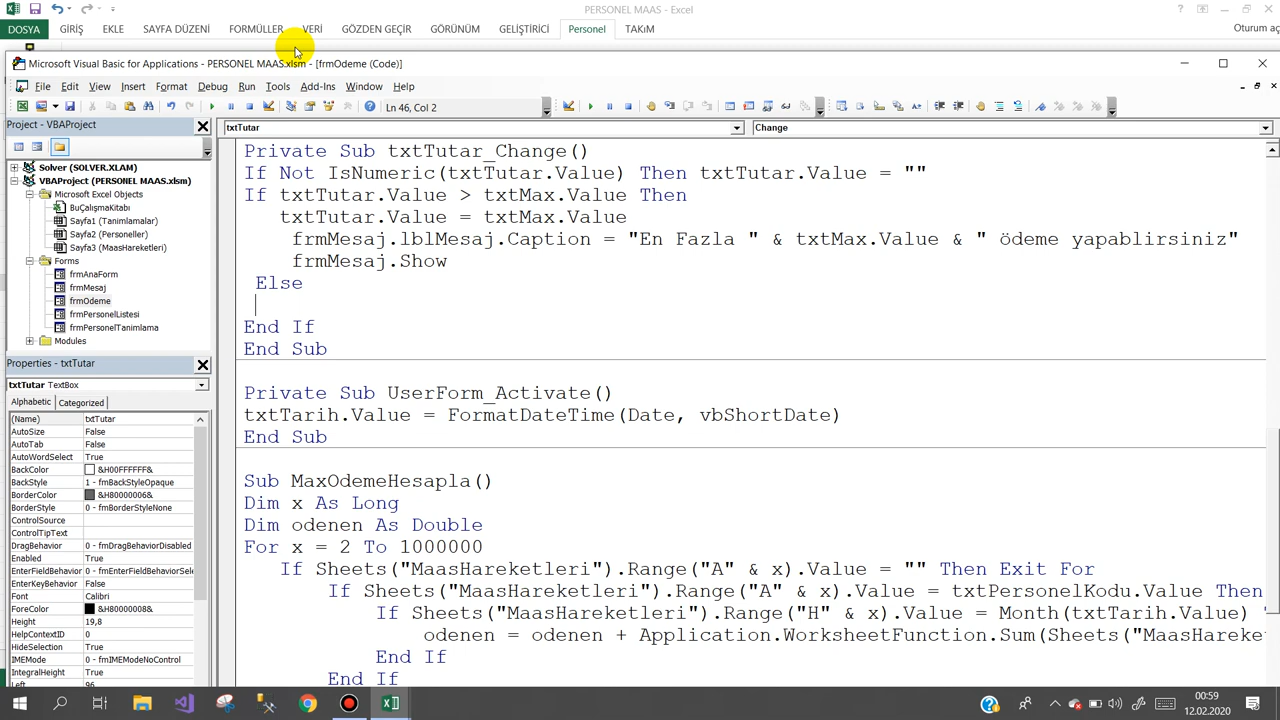 PERSONEL MAAS - Excel
DOSYA GİRİŞ EKLE SAYFA DÜZENİ FORMÜLLER VERİ GÖZDEN GEÇİR GÖRÜNÜM GELİŞTİRİCİ Personel TAKıM Oturum aç
Microsoft Visual Basic for Applications - PERSONEL MAAS.xlsm - [frmOdeme (Code)]
File Edit View Insert Format Debug Run Tools Add-Ins Window Help
Ln 46, Col 2
Project - VBAProject
txtTutar Change
Solver (SOLVER.XLAM)
VBAProject (PERSONEL MAAS.xlsm)
Microsoft Excel Objects
BuÇalışmaKitabı
Sayfa1 (Tanimlamalar)
Sayfa2 (Personeller)
Sayfa3 (MaasHareketleri)
Forms
frmAnaForm
frmMesaj
frmOdeme
frmPersonelListesi
frmPersonelTanimlama
Modules
Properties - txtTutar
txtTutar TextBox
Alphabetic Categorized
(Name) txtTutar
AutoSize False
AutoTab False
AutoWordSelect True
BackColor &H00FFFFFF&
BackStyle 1 - fmBackStyleOpaque
BorderColor &H80000006&
BorderStyle 0 - fmBorderStyleNone
ControlSource
ControlTipText
DragBehavior 0 - fmDragBehaviorDisabled
Enabled True
EnterFieldBehavior 0 - fmEnterFieldBehaviorSele
EnterKeyBehavior False
Font Calibri
ForeColor &H80000008&
Height 19,8
HelpContextID 0
HideSelection True
IMEMode 0 - fmIMEModeNoControl
IntegralHeight True
Left 96
Private Sub txtTutar_Change()
If Not IsNumeric(txtTutar.Value) Then txtTutar.Value = ""
If txtTutar.Value > txtMax.Value Then
txtTutar.Value = txtMax.Value
frmMesaj.lblMesaj.Caption = "En Fazla " & txtMax.Value & " ödeme yapablirsiniz"
frmMesaj.Show
Else
End If
End Sub
Private Sub UserForm_Activate()
txtTarih.Value = FormatDateTime(Date, vbShortDate)
End Sub
Sub MaxOdemeHesapla()
Dim x As Long
Dim odenen As Double
For x = 2 To 1000000
If Sheets("MaasHareketleri").Range("A" & x).Value = "" Then Exit For
If Sheets("MaasHareketleri").Range("A" & x).Value = txtPersonelKodu.Value Then
If Sheets("MaasHareketleri").Range("H" & x).Value = Month(txtTarih.Value)
odenen = odenen + Application.WorksheetFunction.Sum(Sheets("MaasHareke
End If
End If
00:59
12.02.2020